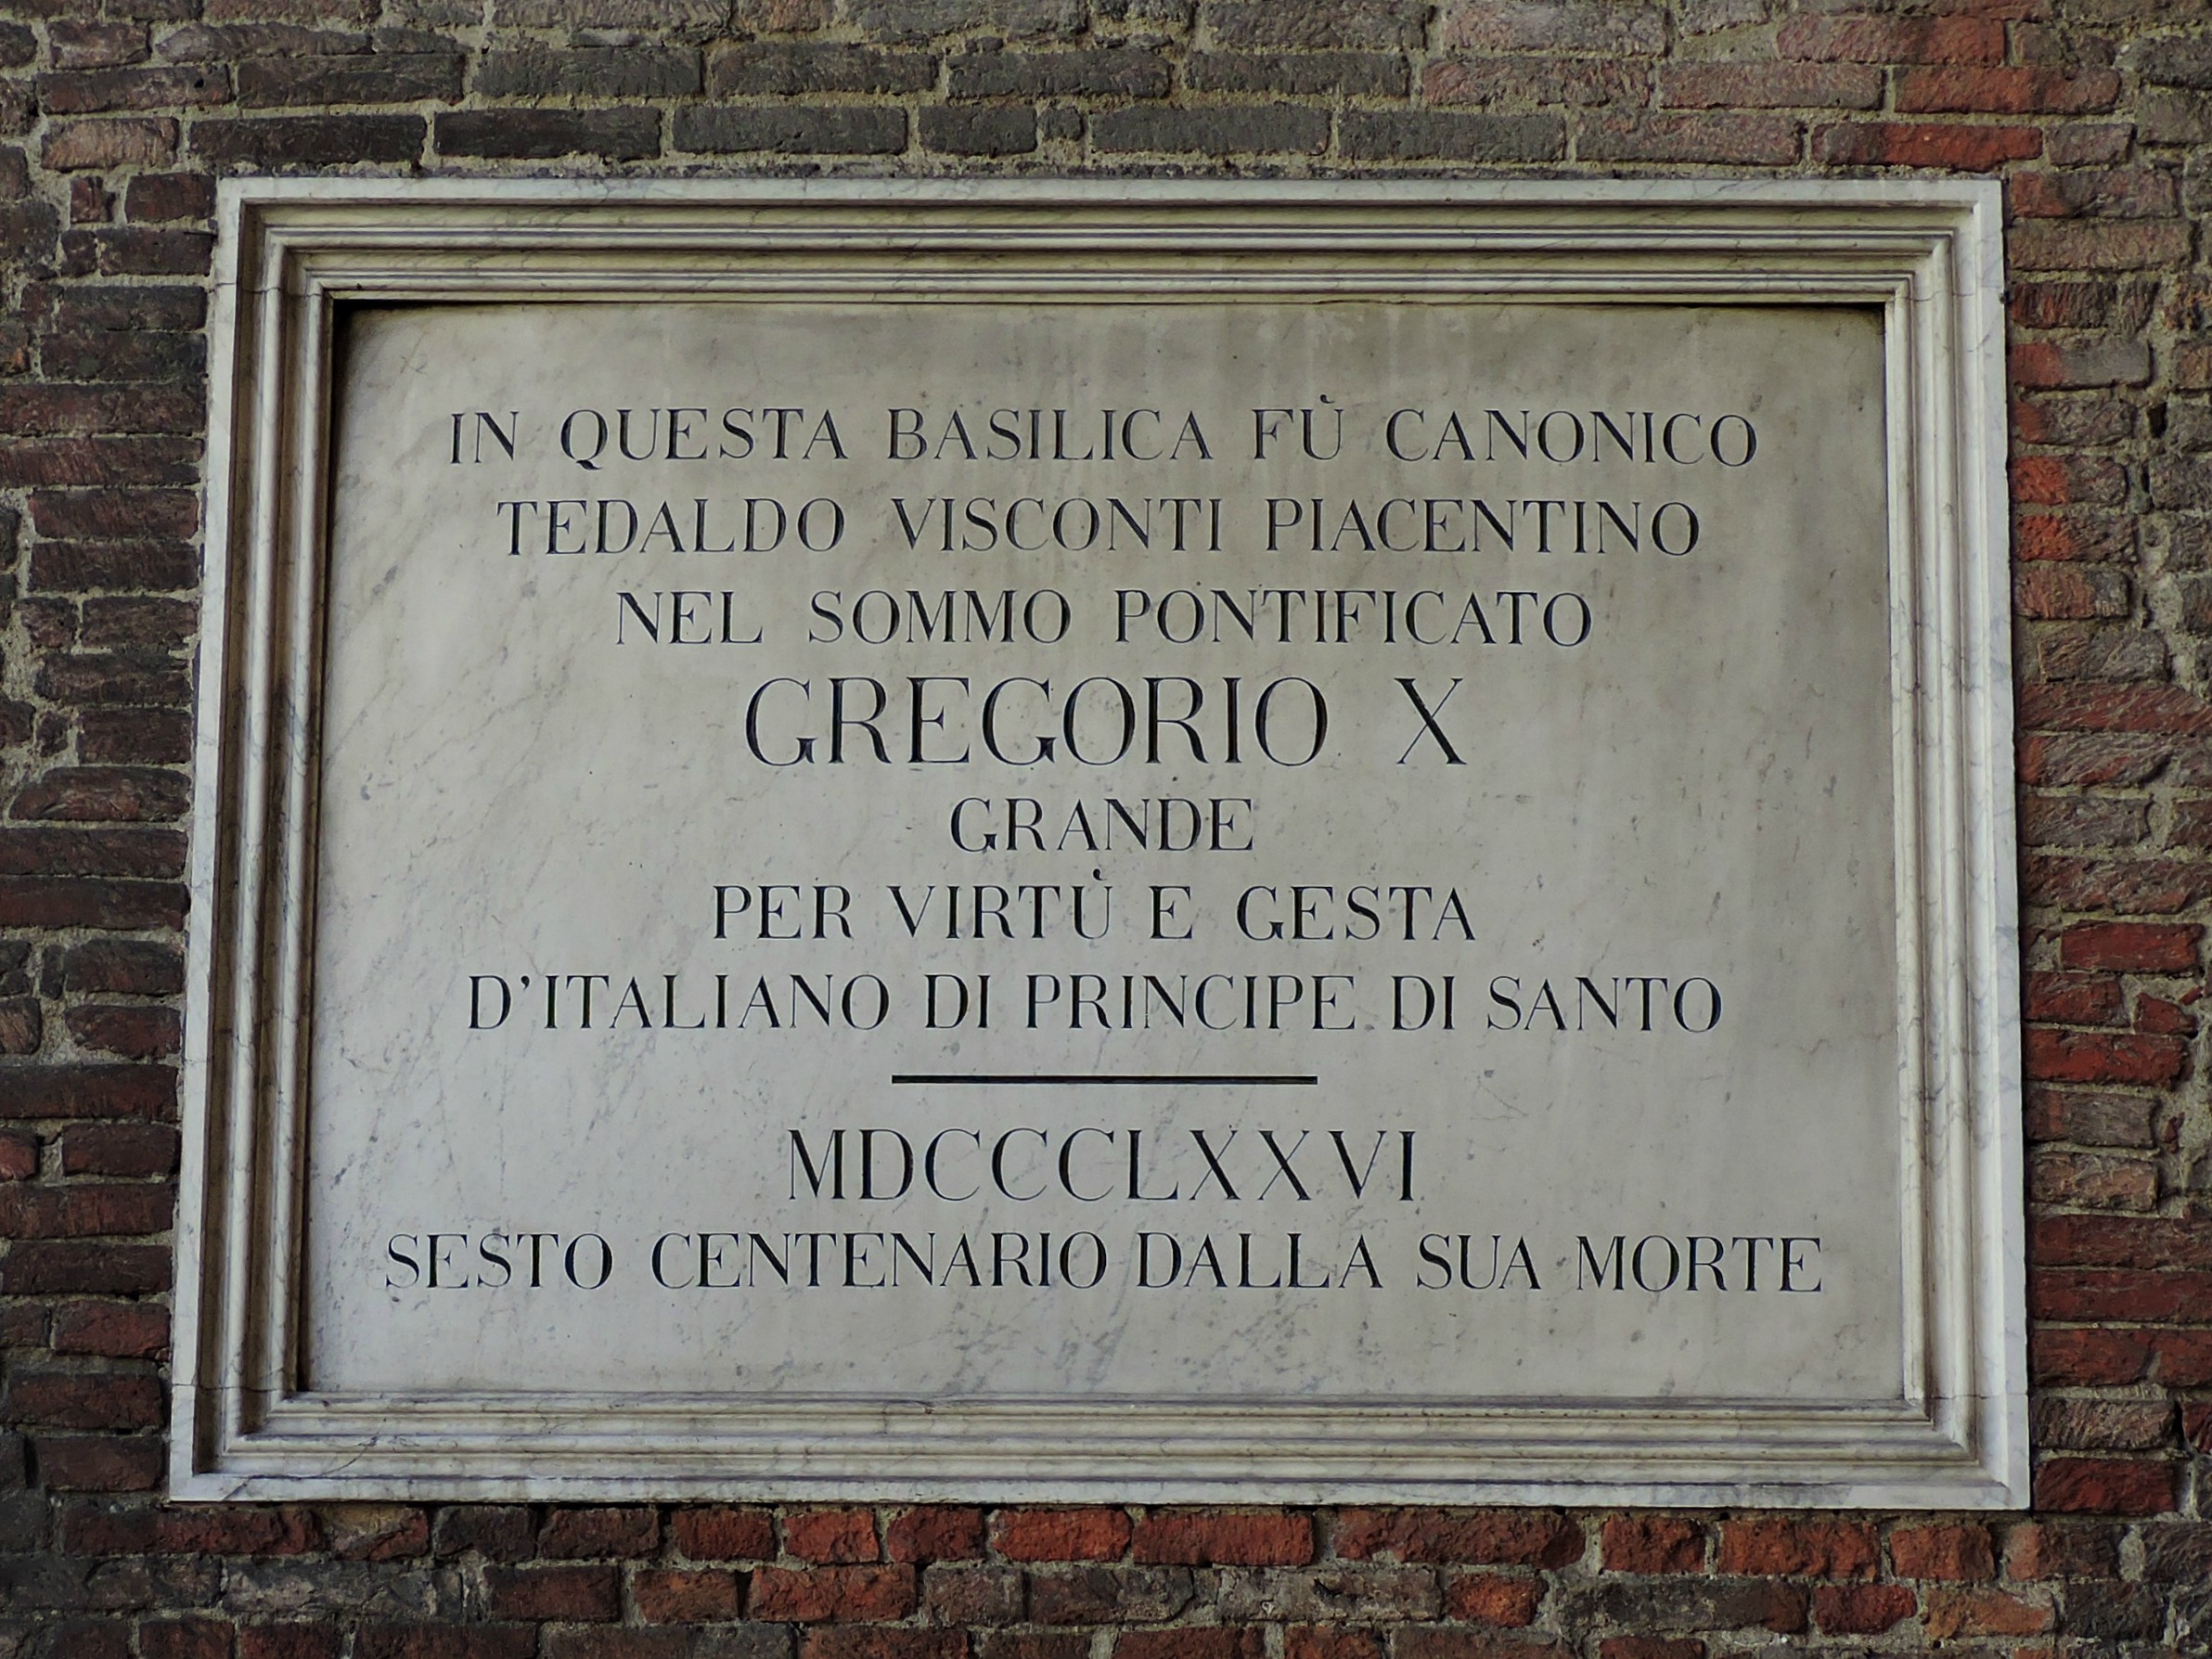 IN QUESTA BASILICA FÙ CANONICO
TEDALDO VISCONTI PIACENTINO
NEL SOMMO PONTIFICATO
GREGORIO X
GRANDE
PER VIRTÙ E GESTA
D'ITALIANO DI PRINCIPE DI SANTO
MDCCCLXXVI
SESTO CENTENARIO DALLA SUA MORTE